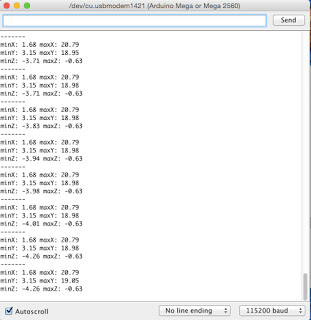 /dev/cu.usbmodem1421 (Arduino Mega or Mega 2560)
Send
-------
minX: 1.68 maxX: 20.79
minY: 3.15 maxY: 18.95
minZ: -3.71 maxZ: -0.63
-------
minX: 1.68 maxX: 20.79
minY: 3.15 maxY: 18.98
minZ: -3.71 maxZ: -0.63
-------
minX: 1.68 maxX: 20.79
minY: 3.15 maxY: 18.98
minZ: -3.83 maxZ: -0.63
-------
minX: 1.68 maxX: 20.79
minY: 3.15 maxY: 18.98
minZ: -3.94 maxZ: -0.63
-------
minX: 1.68 maxX: 20.79
minY: 3.15 maxY: 18.98
minZ: -3.98 maxZ: -0.63
-------
minX: 1.68 maxX: 20.79
minY: 3.15 maxY: 18.98
minZ: -4.01 maxZ: -0.63
-------
minX: 1.68 maxX: 20.79
minY: 3.15 maxY: 18.98
minZ: -4.26 maxZ: -0.63
-------
minX: 1.68 maxX: 20.79
minY: 3.15 maxY: 19.05
minZ: -4.26 maxZ: -0.63
Autoscroll
No line ending
115200 baud